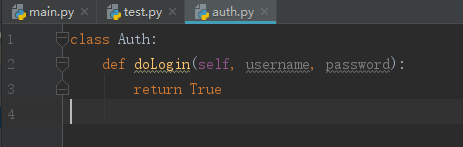 main.py test.py auth.py
1 class Auth:
2     def doLogin(self, username, password):
3         return True
4